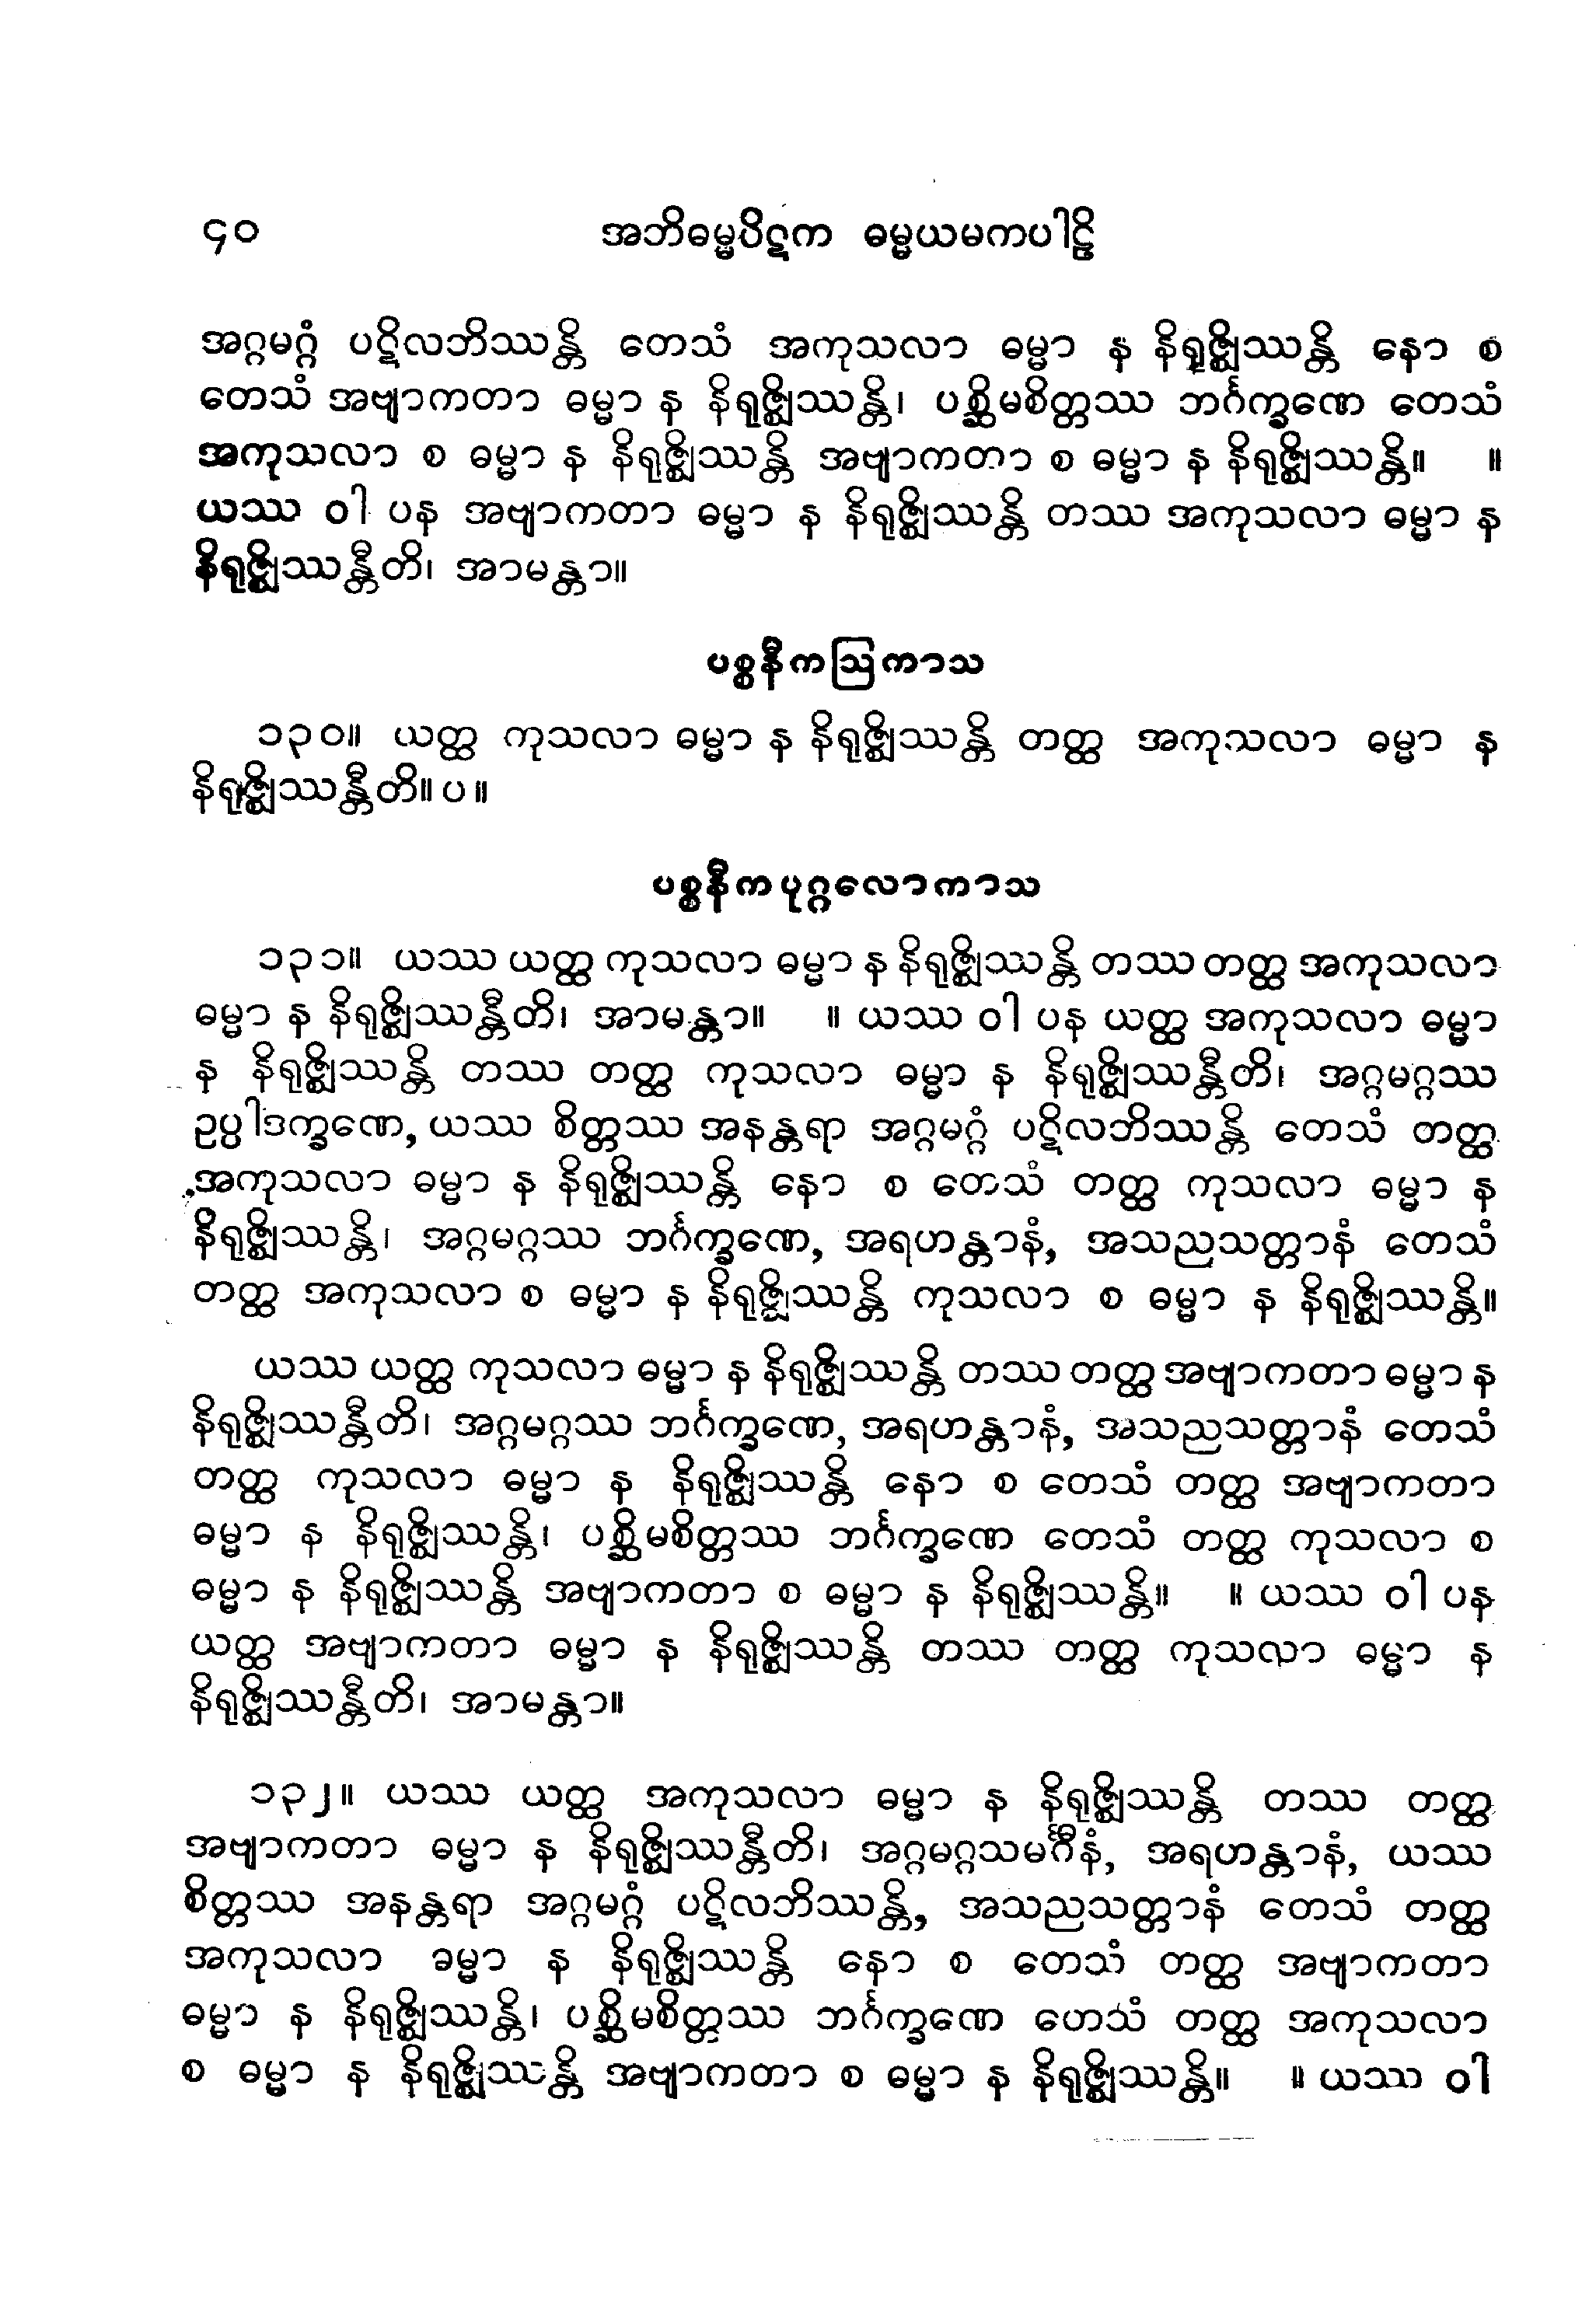 ၄၀ အဘိဓမ္မပိဋက ဓမ္မယမကပါဠိ
အဂ္ဂမဂ္ဂံ ပဋိလဘိဿန္တိ တေသံ အကုသလာ ဓမ္မာ န နိရုဇ္ဈိဿန္တိ နော စ
တေသံ အဗျာကတာ ဓမ္မာ န နိရုဇ္ဈိဿန္တိ၊ ပစ္ဆိမစိတ္တဿ ဘင်္ဂက္ခဏေ တေသံ
အကုသလာ စ ဓမ္မာ န နိရုဇ္ဈိဿန္တိ အဗျာကတာ စ ဓမ္မာ န နိရုဇ္ဈိဿန္တိ။ ။
ယဿ ဝါ ပန အဗျာကတာ ဓမ္မာ န နိရုဇ္ဈိဿန္တိ တဿ အကုသလာ ဓမ္မာ န
နိရုဇ္ဈိဿန္တီတိ၊ အာမန္တာ။
ပစ္စနီကဩကာသ
၁၃၀။ ယတ္ထ ကုသလာ ဓမ္မာ န နိရုဇ္ဈိဿန္တိ တတ္ထ အကုသလာ ဓမ္မာ န
နိရုဇ္ဈိဿန္တီတိ။ပ။
ပစ္စနီကပုဂ္ဂလောကာသ
၁၃၁။ ယဿ ယတ္ထ ကုသလာ ဓမ္မာ န နိရုဇ္ဈိဿန္တိ တဿ တတ္ထ အကုသလာ
ဓမ္မာ န နိရုဇ္ဈိဿန္တီတိ၊ အာမန္တာ။ ။ ယဿ ဝါ ပန ယတ္ထ အကုသလာ ဓမ္မာ
န နိရုဇ္ဈိဿန္တိ တဿ တတ္ထ ကုသလာ ဓမ္မာ န နိရုဇ္ဈိဿန္တီတိ၊ အဂ္ဂမဂ္ဂဿ
ဥပ္ပါဒက္ခဏေ, ယဿ စိတ္တဿ အနန္တရာ အဂ္ဂမဂ္ဂံ ပဋိလဘိဿန္တိ တေသံ တတ္ထ
အကုသလာ ဓမ္မာ န နိရုဇ္ဈိဿန္တိ နော စ တေသံ တတ္ထ ကုသလာ ဓမ္မာ န
နိရုဇ္ဈိဿန္တိ၊ အဂ္ဂမဂ္ဂဿ ဘင်္ဂက္ခဏေ, အရဟန္တာနံ, အသညသတ္တာနံ တေသံ
တတ္ထ အကုသလာ စ ဓမ္မာ န နိရုဇ္ဈိဿန္တိ ကုသလာ စ ဓမ္မာ န နိရုဇ္ဈိဿန္တိ။
ယဿ ယတ္ထ ကုသလာ ဓမ္မာ န နိရုဇ္ဈိဿန္တိ တဿ တတ္ထ အဗျာကတာ ဓမ္မာ န
နိရုဇ္ဈိဿန္တီတိ၊ အဂ္ဂမဂ္ဂဿ ဘင်္ဂက္ခဏေ, အရဟန္တာနံ, အသညသတ္တာနံ တေသံ
တတ္ထ ကုသလာ ဓမ္မာ န နိရုဇ္ဈိဿန္တိ နော စ တေသံ တတ္ထ အဗျာကတာ
ဓမ္မာ န နိရုဇ္ဈိဿန္တိ၊ ပစ္ဆိမစိတ္တဿ ဘင်္ဂက္ခဏေ တေသံ တတ္ထ ကုသလာ စ
ဓမ္မာ န နိရုဇ္ဈိဿန္တိ အဗျာကတာ စ ဓမ္မာ န နိရုဇ္ဈိဿန္တိ။ ။ ယဿ ဝါ ပန
ယတ္ထ အဗျာကတာ ဓမ္မာ န နိရုဇ္ဈိဿန္တိ တဿ တတ္ထ ကုသလာ ဓမ္မာ န
နိရုဇ္ဈိဿန္တီတိ၊ အာမန္တာ။
၁၃၂။ ယဿ ယတ္ထ အကုသလာ ဓမ္မာ န နိရုဇ္ဈိဿန္တိ တဿ တတ္ထ
အဗျာကတာ ဓမ္မာ န နိရုဇ္ဈိဿန္တီတိ၊ အဂ္ဂမဂ္ဂသမင်္ဂီနံ, အရဟန္တာနံ, ယဿ
စိတ္တဿ အနန္တရာ အဂ္ဂမဂ္ဂံ ပဋိလဘိဿန္တိ, အသညသတ္တာနံ တေသံ တတ္ထ
အကုသလာ ခမ္မာ န နိရုဇ္ဈိဿန္တိ နော စ တေသံ တတ္ထ အဗျာကတာ
ဓမ္မာ န နိရုဇ္ဈိဿန္တိ၊ ပစ္ဆိမစိတ္တဿ ဘင်္ဂက္ခဏေ ဟေသံ တတ္ထ အကုသလာ
စ ဓမ္မာ န နိရုဇ္ဈိဿန္တိ အဗျာကတာ စ ဓမ္မာ န နိရုဇ္ဈိဿန္တိ။ ။ ယဿ ဝါ